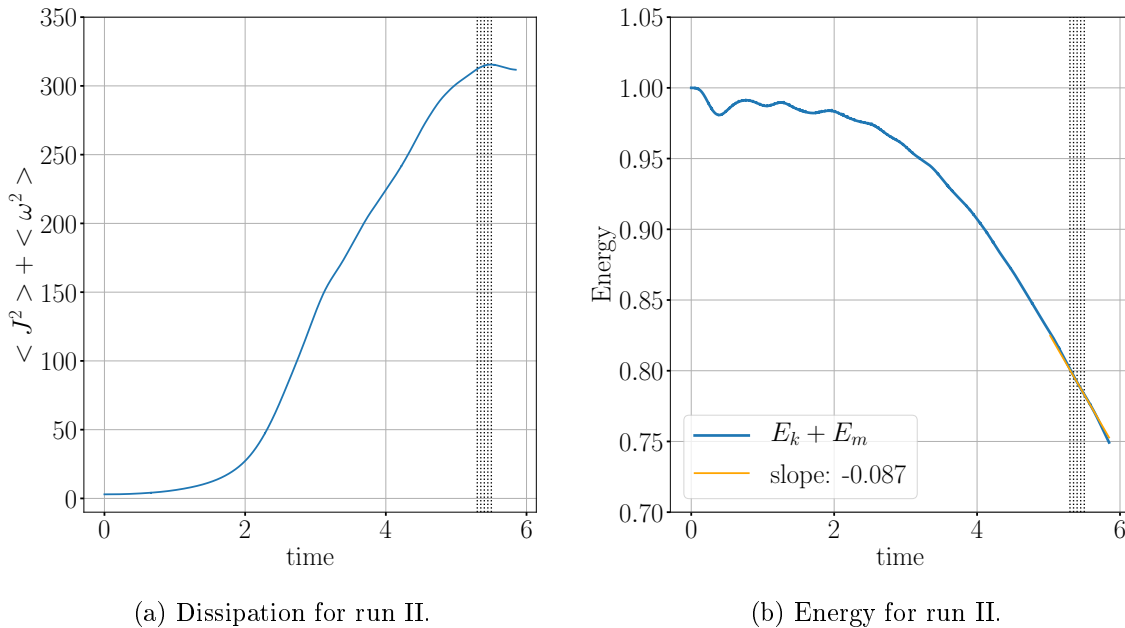 350
300
250
200
150
100
50
0
< J² > + < ω² >
0 2 4 6
time
(a) Dissipation for run II.
1.05
1.00
0.95
0.90
0.85
0.80
0.75
0.70
Energy
E_k + E_m
slope: -0.087
0 2 4 6
time
(b) Energy for run II.